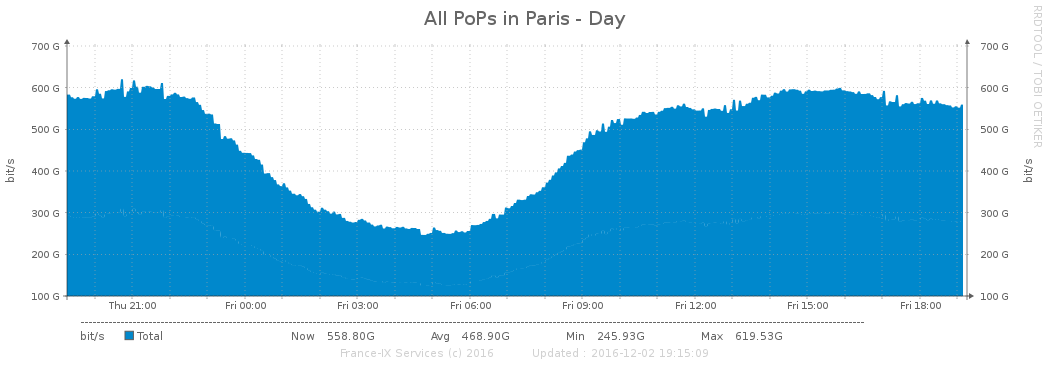 All PoPs in Paris - Day
RRDTOOL / TOBI OETIKER
700 G 700 G
600 G 600 G
500 G 500 G
400 G 400 G
300 G 300 G
200 G 200 G
100 G 100 G
bit/s bit/s
Thu 21:00 Fri 00:00 Fri 03:00 Fri 06:00 Fri 09:00 Fri 12:00 Fri 15:00 Fri 18:00
bit/s Total Now 558.80G Avg 468.90G Min 245.93G Max 619.53G
France-IX Services (c) 2016 Updated : 2016-12-02 19:15:09